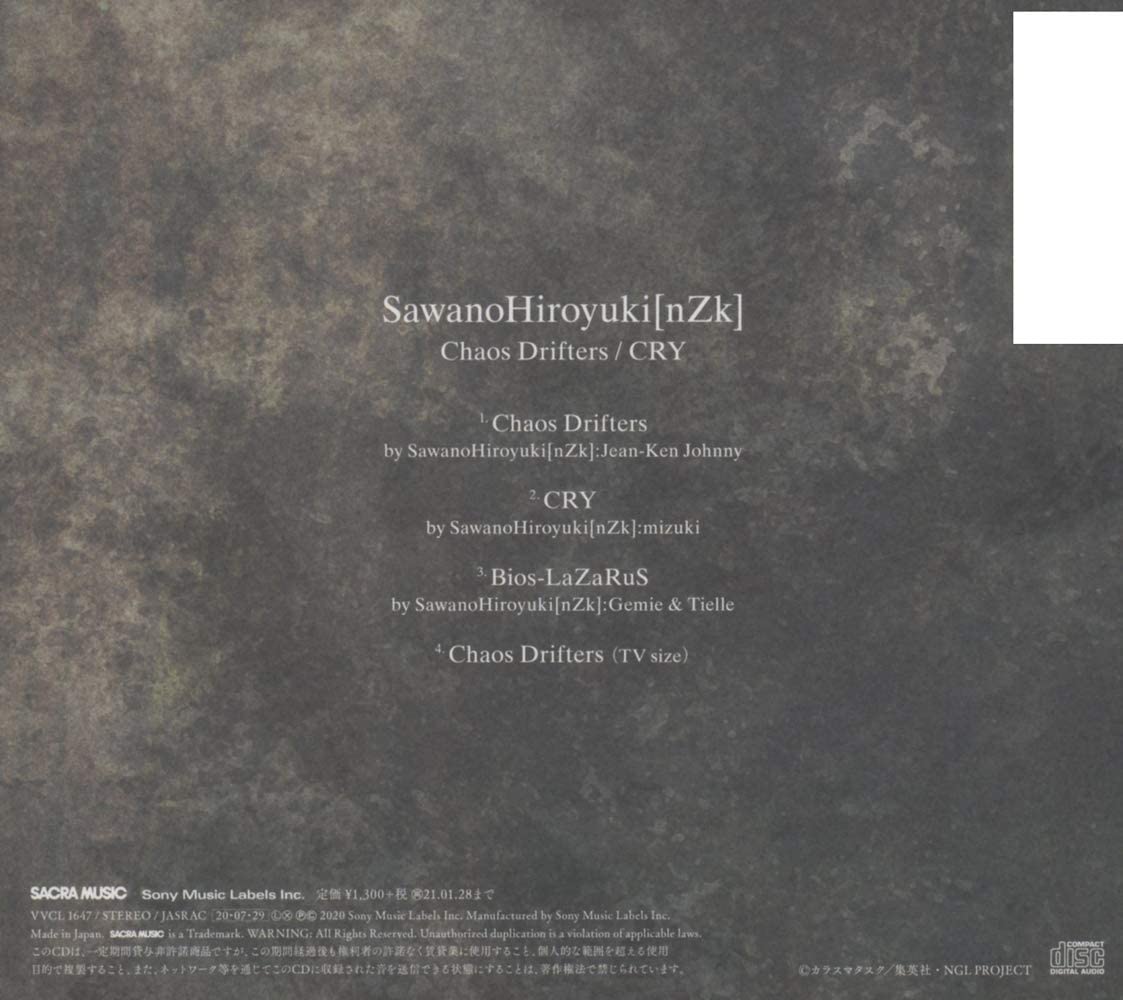 SawanoHiroyuki[nZk]
Chaos Drifters / CRY
1. Chaos Drifters
by SawanoHiroyuki[nZk]:Jean-Ken Johnny
2. CRY
by SawanoHiroyuki[nZk]:mizuki
3. Bios-LaZaRuS
by SawanoHiroyuki[nZk]:Gemie & Tielle
4. Chaos Drifters (TV size)
SACRA MUSIC Sony Music Labels Inc. 定価 ¥1,300+税 21.01.28まで
VVCL 1647 / STEREO / JASRAC 20・07・29 Ⓛ ℗© 2020 Sony Music Labels Inc. Manufactured by Sony Music Labels Inc.
Made in Japan. SACRA MUSIC is a Trademark. WARNING: All Rights Reserved. Unauthorized duplication is a violation of applicable laws.
このCDは、一定期間貸与非許諾商品ですが、この期間経過後も権利者の許諾なく賃貸業に使用すること、個人的な範囲を超える使用
目的で複製すること、また、ネットワーク等を通じてこのCDに収録された音を送信できる状態にすることは、著作権法で禁じられています。
©カラスマタスク/集英社・NGL PROJECT
COMPACT disc DIGITAL AUDIO